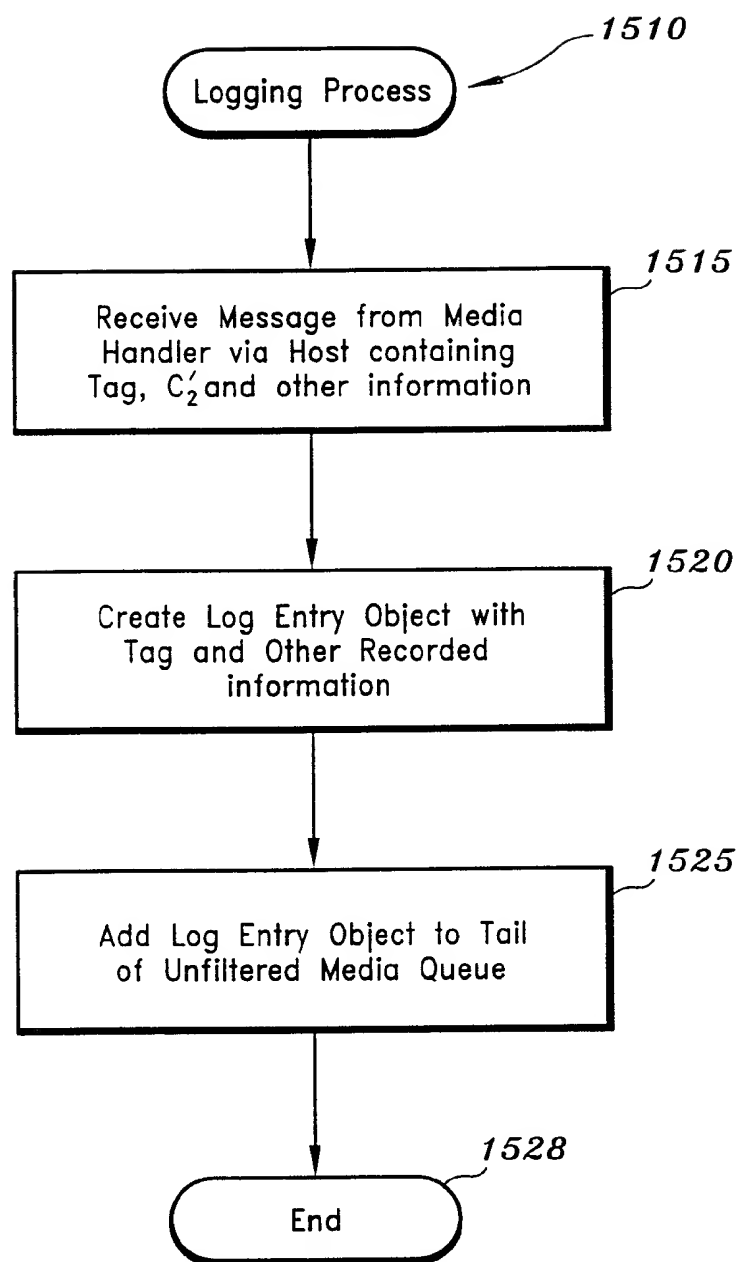 1510
Logging Process
1515
Receive Message from Media
Handler via Host containing
Tag, C₂′ and other information
1520
Create Log Entry Object with
Tag and Other Recorded
information
1525
Add Log Entry Object to Tail
of Unfiltered Media Queue
1528
End